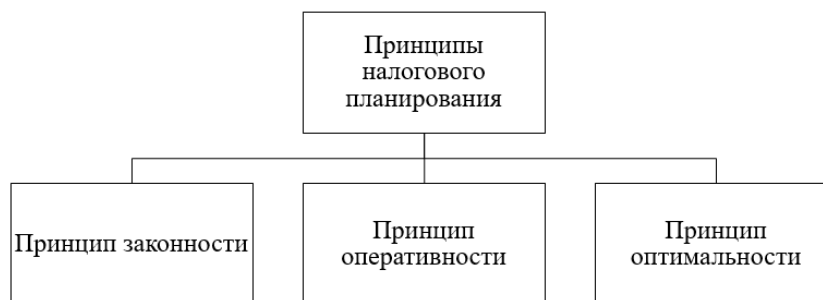 Принципы
налогового
планирования
Принцип законности
Принцип
оперативности
Принцип
оптимальности